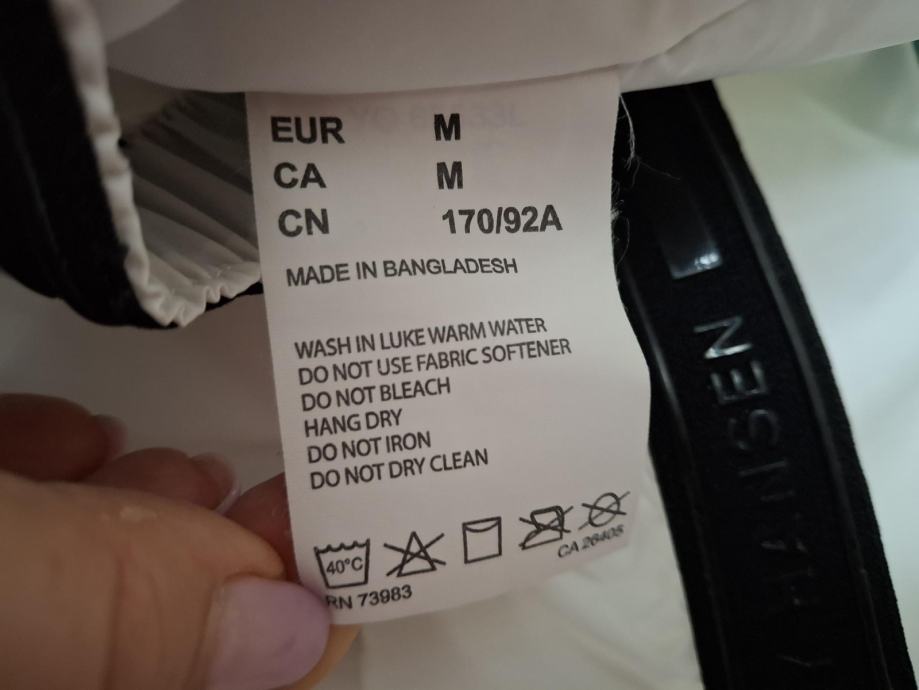 EUR M
CA M
CN 170/92A
MADE IN BANGLADESH
WASH IN LUKE WARM WATER
DO NOT USE FABRIC SOFTENER
DO NOT BLEACH
HANG DRY
DO NOT IRON
DO NOT DRY CLEAN
40°C
CA 26405
RN 73983
HANSEN